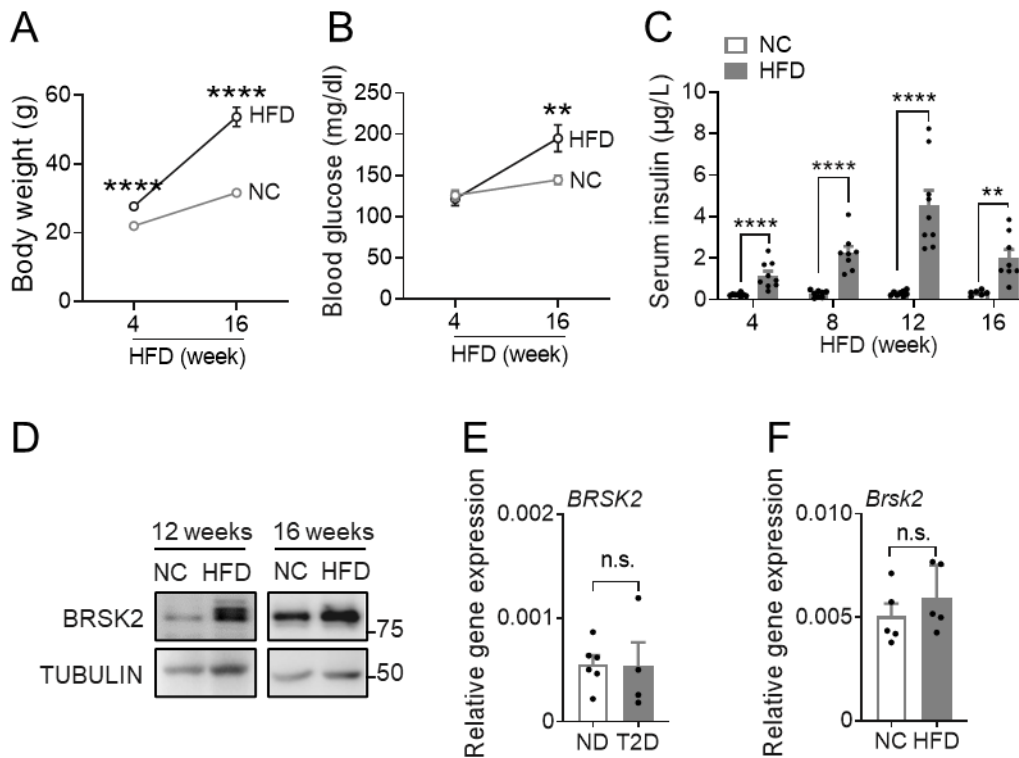 A
Body weight (g)
60
40
20
0
****
****
HFD
NC
4
16
HFD (week)
B
Blood glucose (mg/dl)
250
200
150
100
50
0
**
HFD
NC
4
16
HFD (week)
C
NC
HFD
Serum insulin (µg/L)
10
8
6
4
2
0
****
****
****
**
4
8
12
16
HFD (week)
D
12 weeks
16 weeks
NC HFD
NC HFD
BRSK2
-75
TUBULIN
-50
E
Relative gene expression
BRSK2
0.002
0.001
0
n.s.
ND T2D
F
Relative gene expression
Brsk2
0.010
0.005
0
n.s.
NC HFD